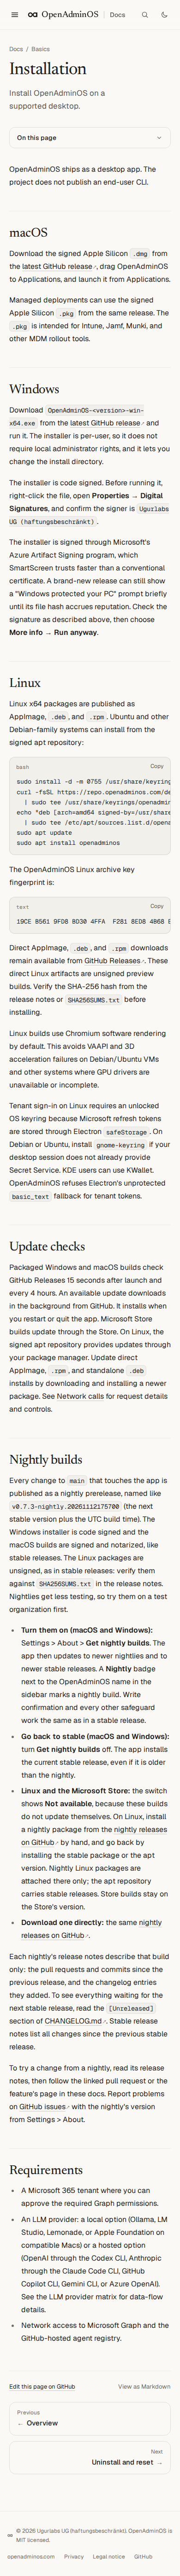 OpenAdminOS Docs
Docs / Basics
Installation
Install OpenAdminOS on a
supported desktop.
On this page
OpenAdminOS ships as a desktop app. The
project does not publish an end-user CLI.
macOS
Download the signed Apple Silicon .dmg from
the latest GitHub release, drag OpenAdminOS
to Applications, and launch it from Applications.
Managed deployments can use the signed
Apple Silicon .pkg from the same release. The
.pkg is intended for Intune, Jamf, Munki, and
other MDM rollout tools.
Windows
Download OpenAdminOS-<version>-win-
x64.exe from the latest GitHub release and
run it. The installer is per-user, so it does not
require local administrator rights, and it lets you
change the install directory.
The installer is code signed. Before running it,
right-click the file, open Properties → Digital
Signatures, and confirm the signer is Ugurlabs
UG (haftungsbeschränkt).
The installer is signed through Microsoft's
Azure Artifact Signing program, which
SmartScreen trusts faster than a conventional
certificate. A brand-new release can still show
a "Windows protected your PC" prompt briefly
until its file hash accrues reputation. Check the
signature as described above, then choose
More info → Run anyway.
Linux
Linux x64 packages are published as
AppImage, .deb, and .rpm. Ubuntu and other
Debian-family systems can install from the
signed apt repository:
bash Copy
sudo install -d -m 0755 /usr/share/keyring
curl -fsSL https://repo.openadminos.com/de
| sudo tee /usr/share/keyrings/openadmin
echo "deb [arch=amd64 signed-by=/usr/share
| sudo tee /etc/apt/sources.list.d/opena
sudo apt update
sudo apt install openadminos
The OpenAdminOS Linux archive key
fingerprint is:
text Copy
Direct AppImage, .deb, and .rpm downloads
remain available from GitHub Releases. These
direct Linux artifacts are unsigned preview
builds. Verify the SHA-256 hash from the
release notes or SHA256SUMS.txt before
installing.
Linux builds use Chromium software rendering
by default. This avoids VAAPI and 3D
acceleration failures on Debian/Ubuntu VMs
and other systems where GPU drivers are
unavailable or incomplete.
Tenant sign-in on Linux requires an unlocked
OS keyring because Microsoft refresh tokens
are stored through Electron safeStorage. On
Debian or Ubuntu, install gnome-keyring if your
desktop session does not already provide
Secret Service. KDE users can use KWallet.
OpenAdminOS refuses Electron's unprotected
basic_text fallback for tenant tokens.
Update checks
Packaged Windows and macOS builds check
GitHub Releases 15 seconds after launch and
every 4 hours. An available update downloads
in the background from GitHub. It installs when
you restart or quit the app. Microsoft Store
builds update through the Store. On Linux, the
signed apt repository provides updates through
your package manager. Update direct
AppImage, .rpm, and standalone .deb
installs by downloading and installing a newer
package. See Network calls for request details
and controls.
Nightly builds
Every change to main that touches the app is
published as a nightly prerelease, named like
v0.7.3-nightly.20261112175700 (the next
stable version plus the UTC build time). The
Windows installer is code signed and the
macOS builds are signed and notarized, like
stable releases. The Linux packages are
unsigned, as in stable releases: verify them
against SHA256SUMS.txt in the release notes.
Nightlies get less testing, so try them on a test
organization first.
Turn them on (macOS and Windows):
Settings > About > Get nightly builds. The
app then updates to newer nightlies and to
newer stable releases. A Nightly badge
next to the OpenAdminOS name in the
sidebar marks a nightly build. Write
confirmation and every other safeguard
work the same as in a stable release.
Go back to stable (macOS and Windows):
turn Get nightly builds off. The app installs
the current stable release, even if it is older
than the nightly.
Linux and the Microsoft Store: the switch
shows Not available, because these builds
do not update themselves. On Linux, install
a nightly package from the nightly releases
on GitHub by hand, and go back by
installing the stable package or the apt
version. Nightly Linux packages are
attached there only; the apt repository
carries stable releases. Store builds stay on
the Store's version.
Download one directly: the same nightly
releases on GitHub.
Each nightly's release notes describe that build
only: the pull requests and commits since the
previous release, and the changelog entries
they added. To see everything waiting for the
next stable release, read the [Unreleased]
section of CHANGELOG.md. Stable release
notes list all changes since the previous stable
release.
To try a change from a nightly, read its release
notes, then follow the linked pull request or the
feature's page in these docs. Report problems
on GitHub issues with the nightly's version
from Settings > About.
Requirements
A Microsoft 365 tenant where you can
approve the required Graph permissions.
An LLM provider: a local option (Ollama, LM
Studio, Lemonade, or Apple Foundation on
compatible Macs) or a hosted option
(OpenAI through the Codex CLI, Anthropic
through the Claude Code CLI, GitHub
Copilot CLI, Gemini CLI, or Azure OpenAI).
See the LLM provider matrix for data-flow
details.
Network access to Microsoft Graph and the
GitHub-hosted agent registry.
Edit this page on GitHub View as Markdown
Previous
← Overview
Next
Uninstall and reset →
© 2026 Ugurlabs UG (haftungsbeschränkt). OpenAdminOS is
MIT licensed.
openadminos.com Privacy Legal notice GitHub